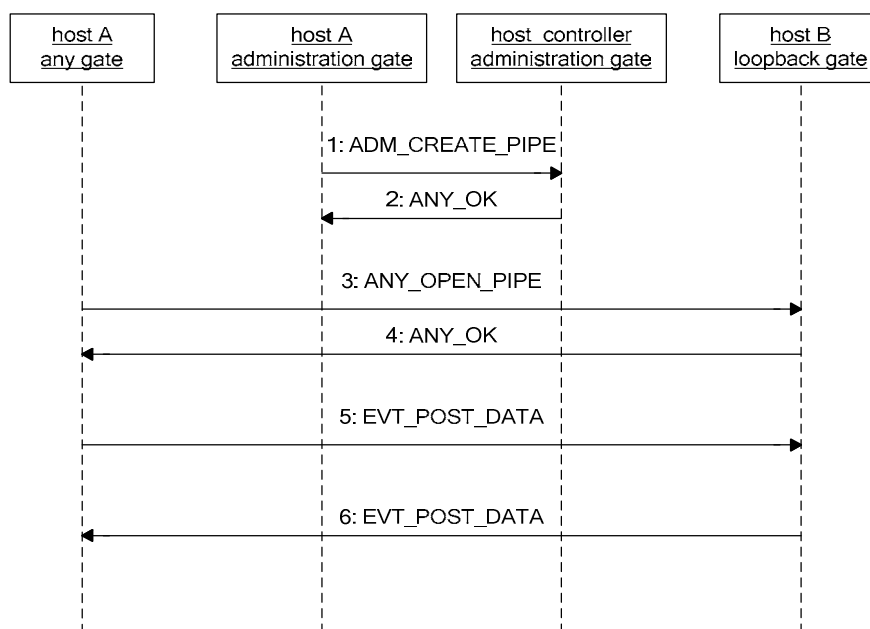 host A
any gate
host A
administration gate
host controller
administration gate
host B
loopback gate
1: ADM_CREATE_PIPE
2: ANY_OK
3: ANY_OPEN_PIPE
4: ANY_OK
5: EVT_POST_DATA
6: EVT_POST_DATA